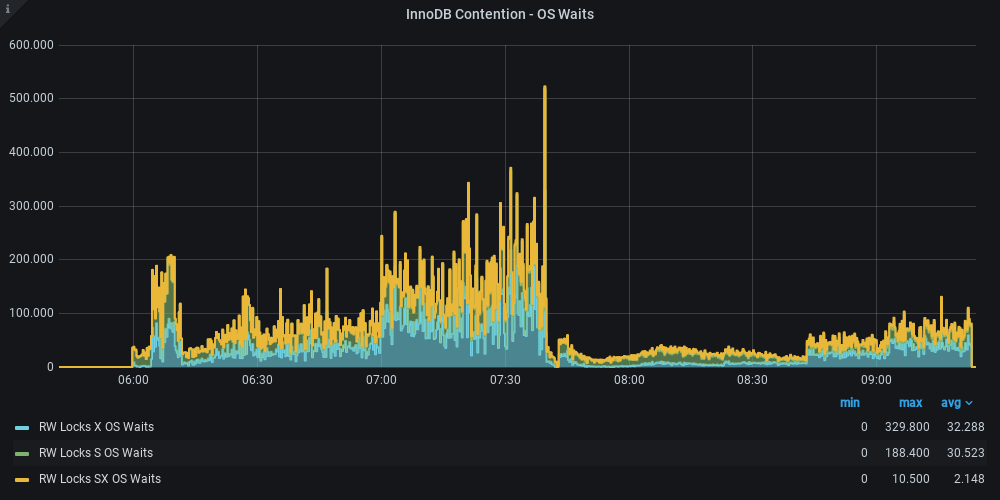 i
InnoDB Contention - OS Waits
600.000
500.000
400.000
300.000
200.000
100.000
0
06:00 06:30 07:00 07:30 08:00 08:30 09:00
min max avg
RW Locks X OS Waits 0 329.800 32.288
RW Locks S OS Waits 0 188.400 30.523
RW Locks SX OS Waits 0 10.500 2.148